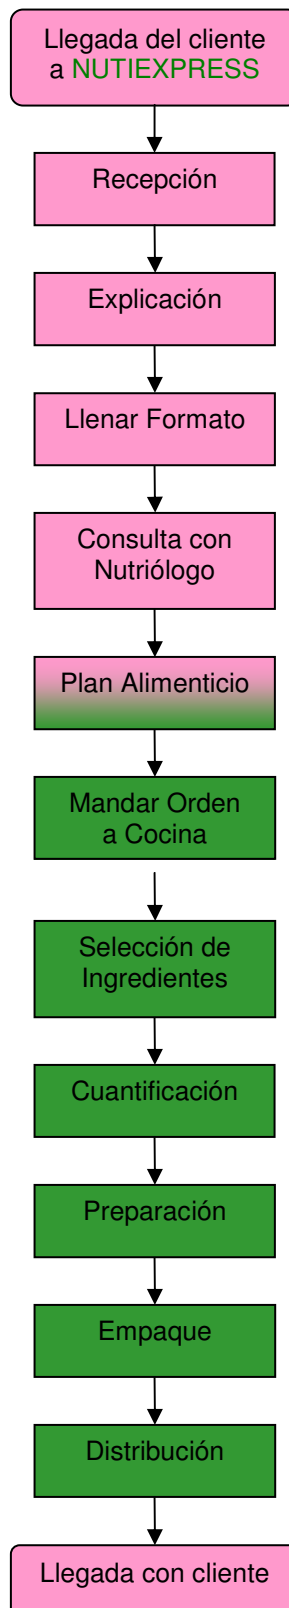 Llegada del cliente
a NUTIEXPRESS
Recepción
Explicación
Llenar Formato
Consulta con
Nutriólogo
Plan Alimenticio
Mandar Orden
a Cocina
Selección de
Ingredientes
Cuantificación
Preparación
Empaque
Distribución
Llegada con cliente